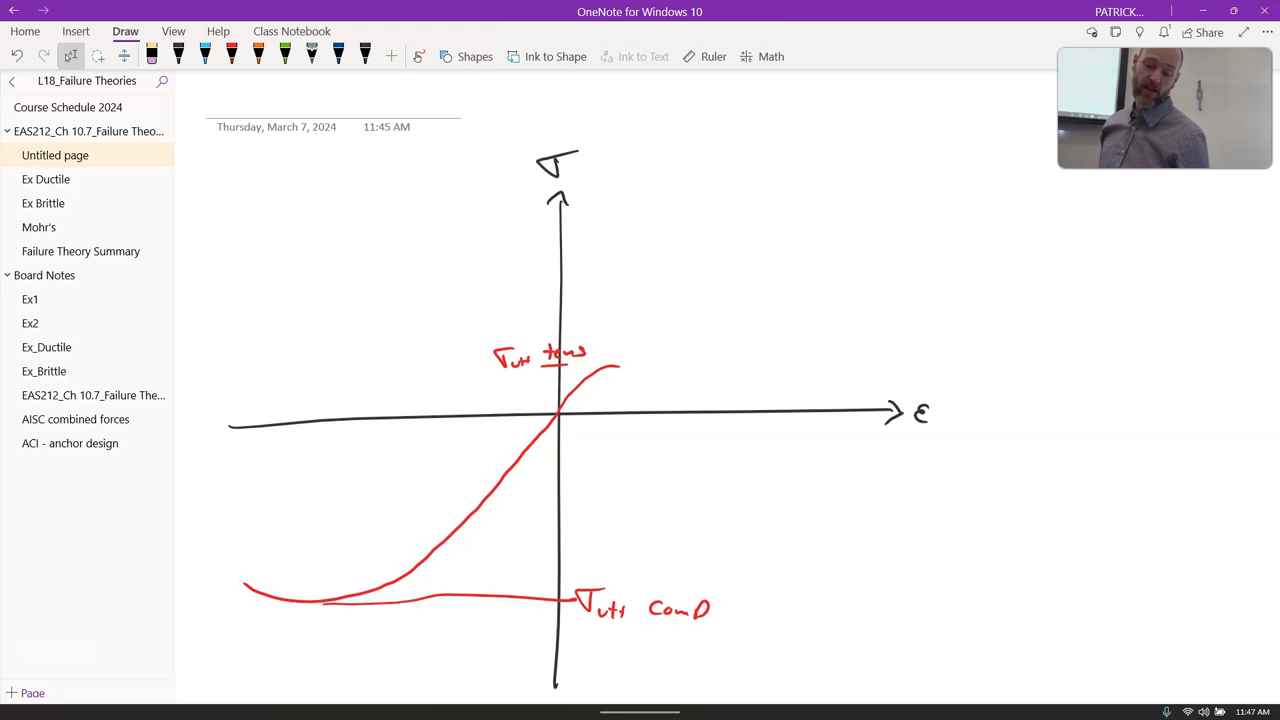 OneNote for Windows 10
PATRICK...
Home Insert Draw View Help Class Notebook
Share
Shapes Ink to Shape Ink to Text Ruler Math
L18_Failure Theories
Course Schedule 2024
EAS212_Ch 10.7_Failure Theo...
Untitled page
Ex Ductile
Ex Brittle
Mohr's
Failure Theory Summary
Board Notes
Ex1
Ex2
Ex_Ductile
Ex_Brittle
EAS212_Ch 10.7_Failure The...
AISC combined forces
ACI - anchor design
Page
Thursday, March 7, 2024 11:45 AM
σ
σult tens
ε
σult comp
11:47 AM